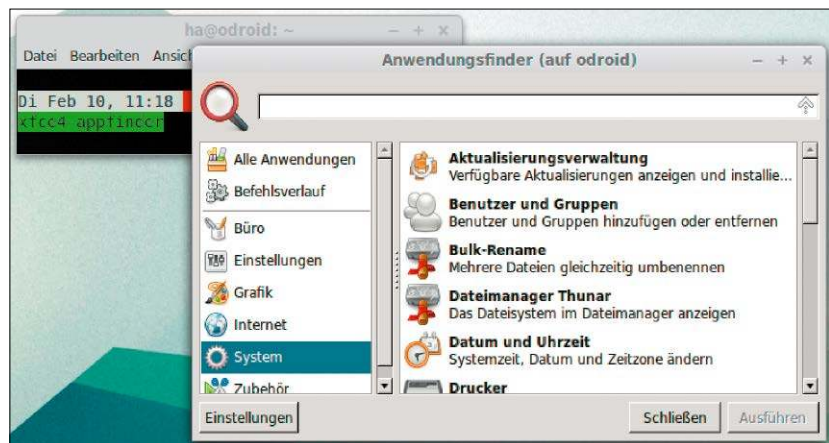 ha@odroid: ~
Datei Bearbeiten Ansich
Di Feb 10, 11:18
Anwendungsfinder (auf odroid)
Alle Anwendungen
Befehlsverlauf
Büro
Einstellungen
Grafik
Internet
System
Zubehör
Aktualisierungsverwaltung
Verfügbare Aktualisierungen anzeigen und installie...
Benutzer und Gruppen
Benutzer und Gruppen hinzufügen oder entfernen
Bulk-Rename
Mehrere Dateien gleichzeitig umbenennen
Dateimanager Thunar
Das Dateisystem im Dateimanager anzeigen
Datum und Uhrzeit
Systemzeit, Datum und Zeitzone ändern
Drucker
Einstellungen
Schließen
Ausführen